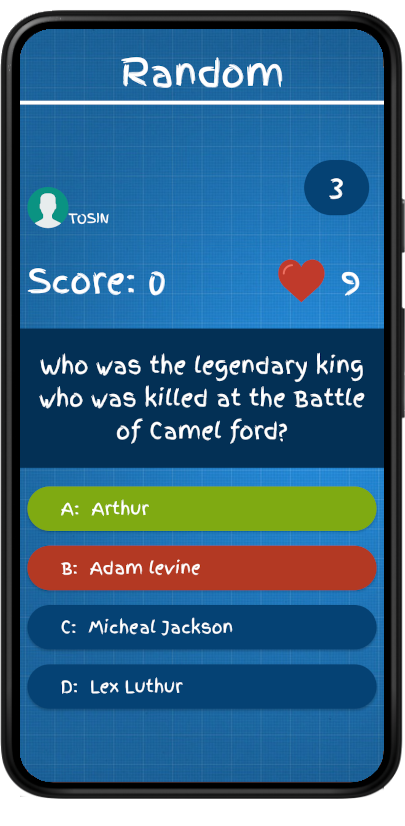 Random
3
TOSIN
Score: 0
9
Who was the legendary king
who was killed at the Battle
of Camel ford?
A: Arthur
B: Adam levine
C: Micheal Jackson
D: Lex Luthur